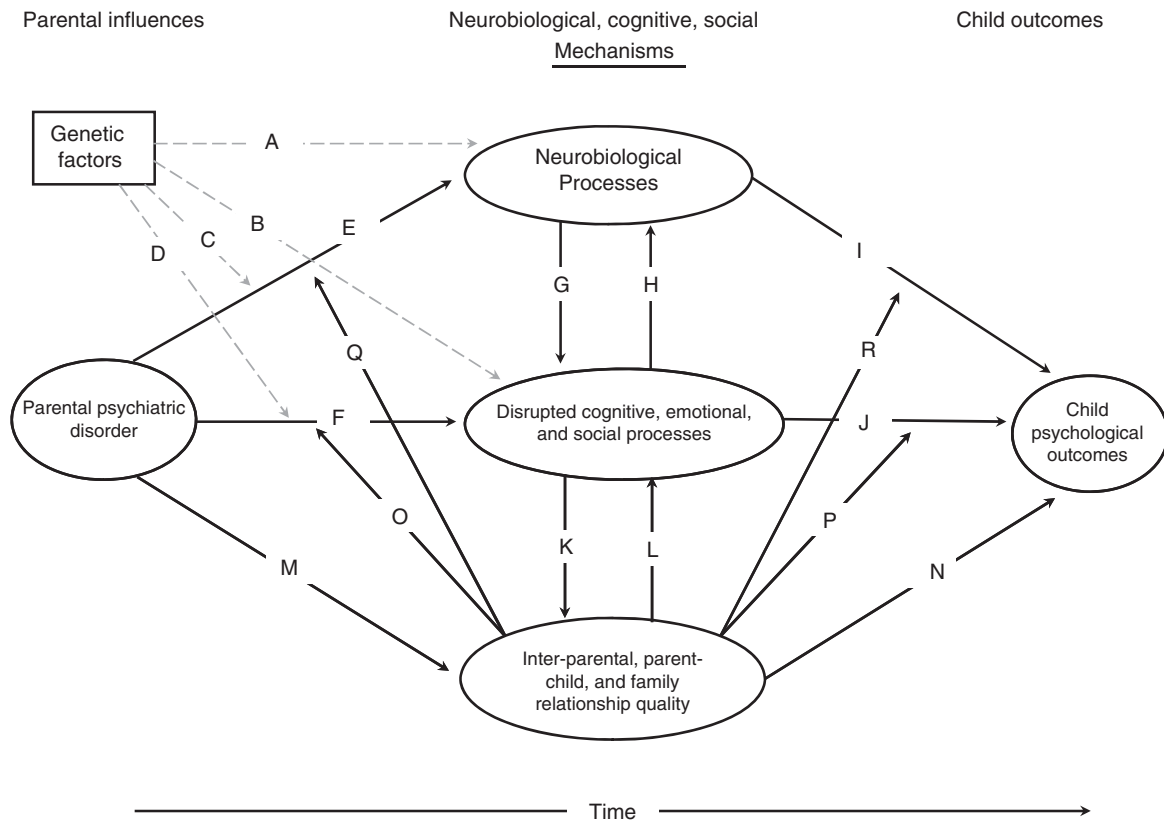 Parental influences
Neurobiological, cognitive, social
Mechanisms
Child outcomes
Genetic
factors
A
Neurobiological
Processes
B
C
D
E
I
G
H
Q
R
Parental psychiatric
disorder
F
Disrupted cognitive, emotional,
and social processes
J
Child
psychological
outcomes
O
P
K
L
M
N
Inter-parental, parent-
child, and family
relationship quality
Time